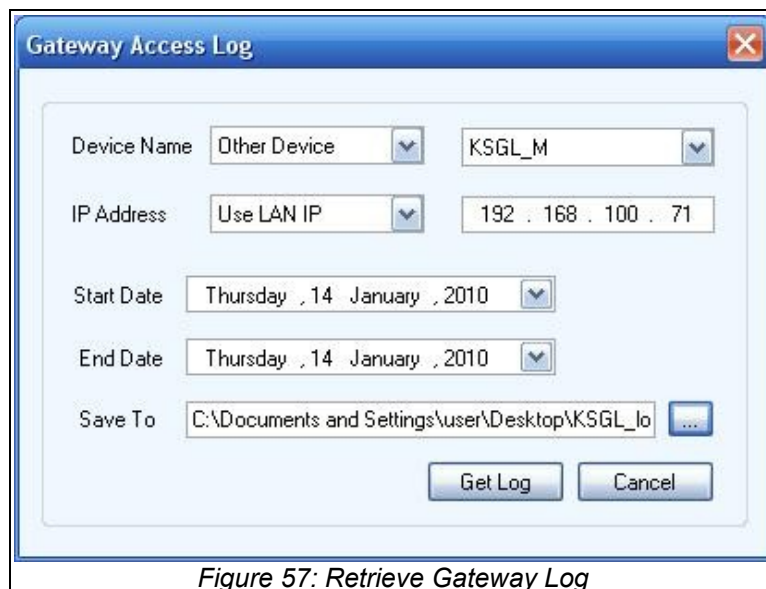 Gateway Access Log
Device Name Other Device KSGL_M
IP Address Use LAN IP 192 . 168 . 100 . 71
Start Date Thursday , 14 January , 2010
End Date Thursday , 14 January , 2010
Save To C:\Documents and Settings\user\Desktop\KSGL_lo ...
Get Log Cancel
Figure 57: Retrieve Gateway Log